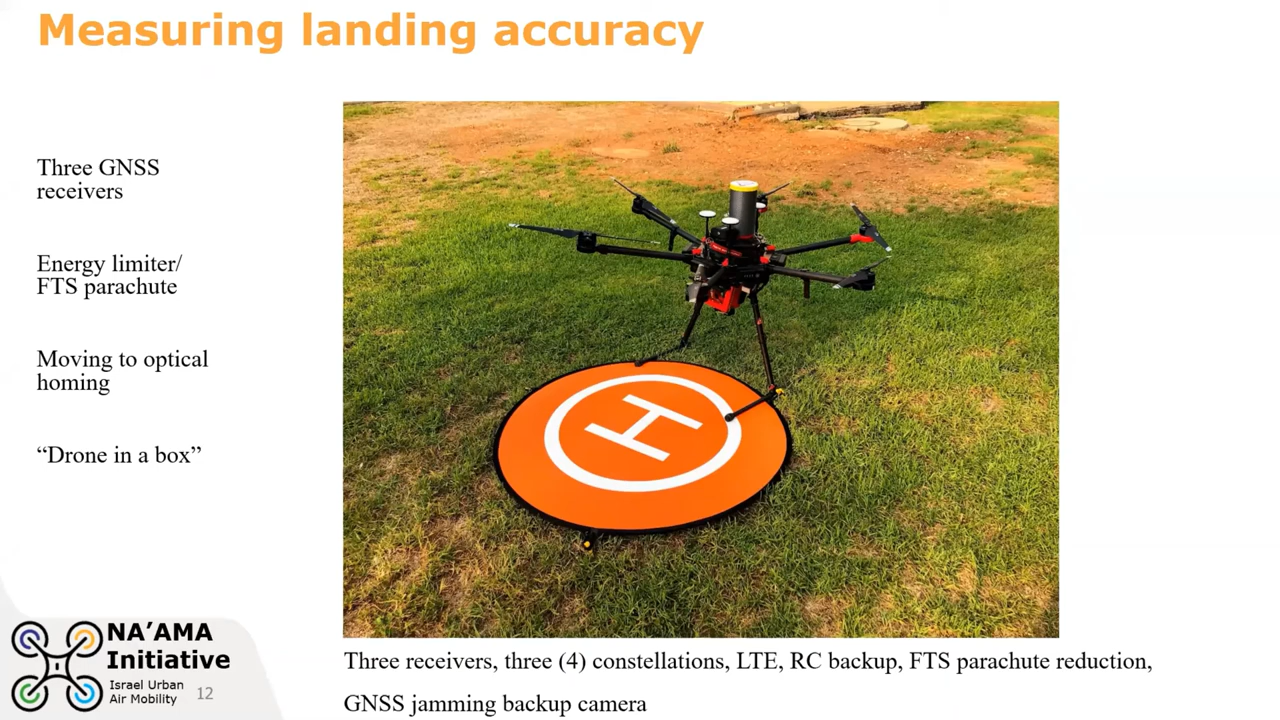 Measuring landing accuracy
Three GNSS
receivers
Energy limiter/
FTS parachute
Moving to optical
homing
“Drone in a box”
H
Three receivers, three (4) constellations, LTE, RC backup, FTS parachute reduction,
GNSS jamming backup camera
NA’AMA
Initiative
Israel Urban
Air Mobility
12